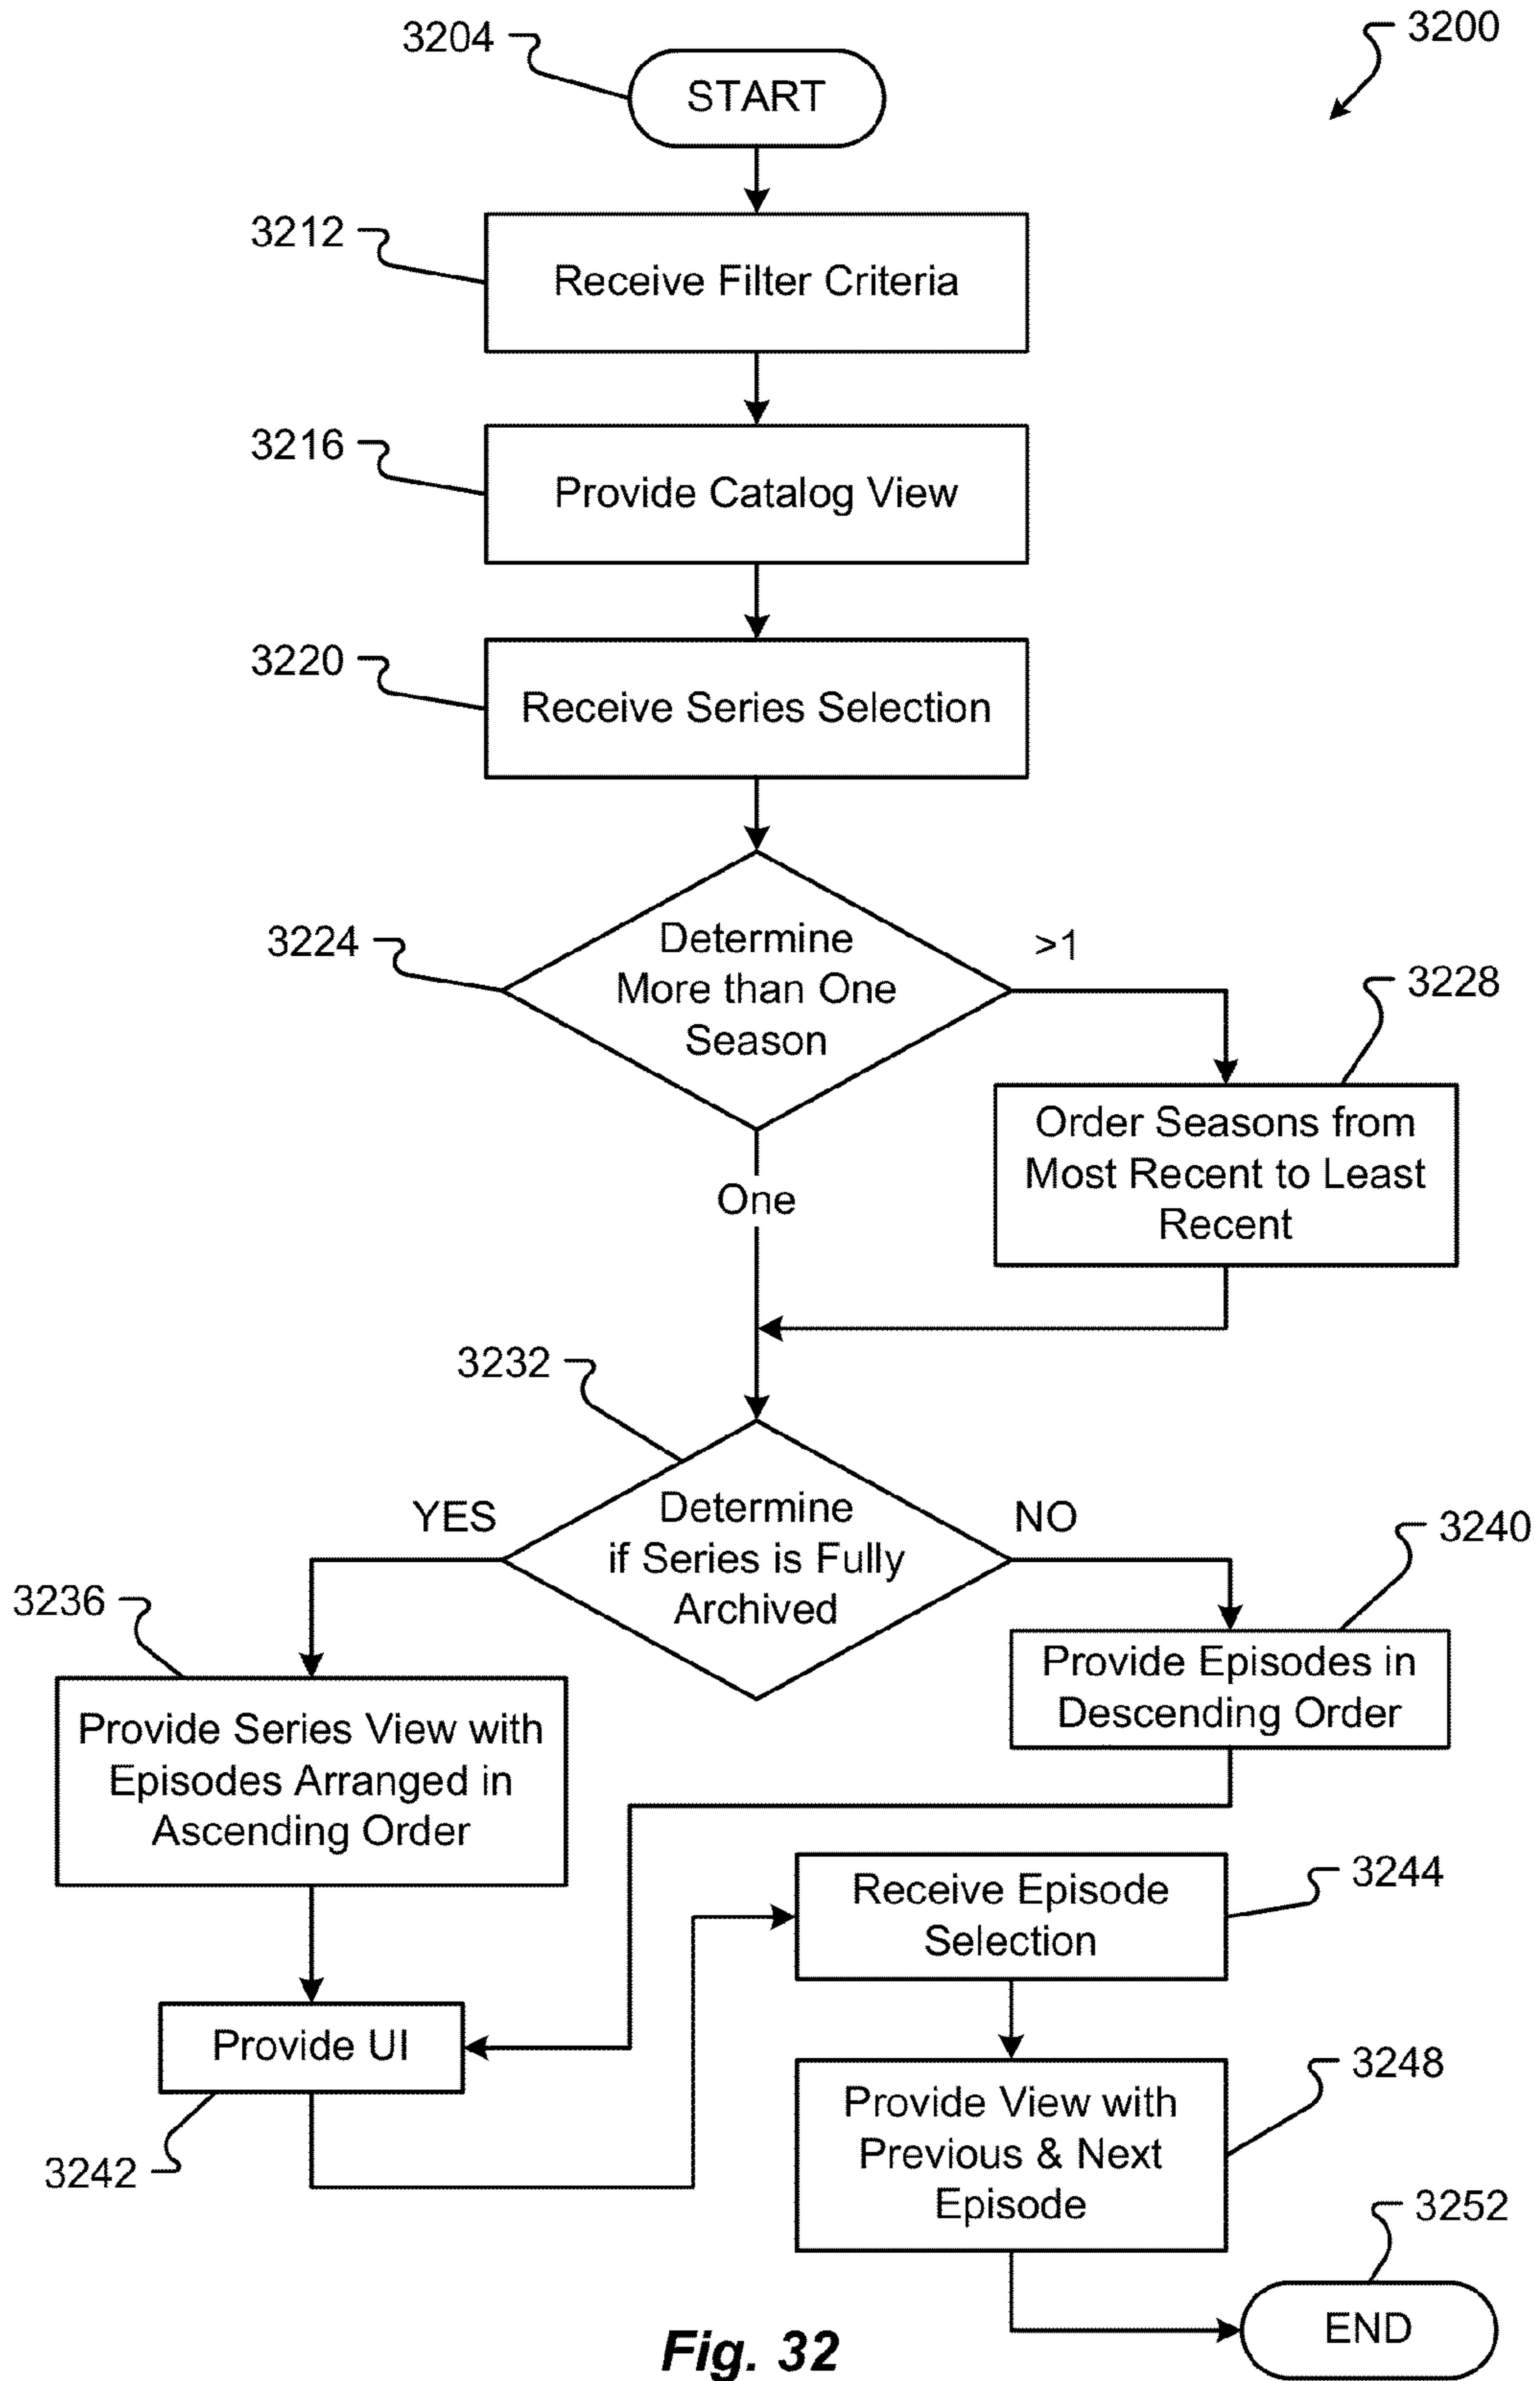 3200
3204
START
3212
Receive Filter Criteria
3216
Provide Catalog View
3220
Receive Series Selection
3224
Determine
More than One
Season
>1
3228
Order Seasons from
Most Recent to Least
Recent
One
3232
Determine
if Series is Fully
Archived
YES
NO
3236
Provide Series View with
Episodes Arranged in
Ascending Order
3240
Provide Episodes in
Descending Order
Provide UI
3242
3244
Receive Episode
Selection
3248
Provide View with
Previous & Next
Episode
3252
END
Fig. 32